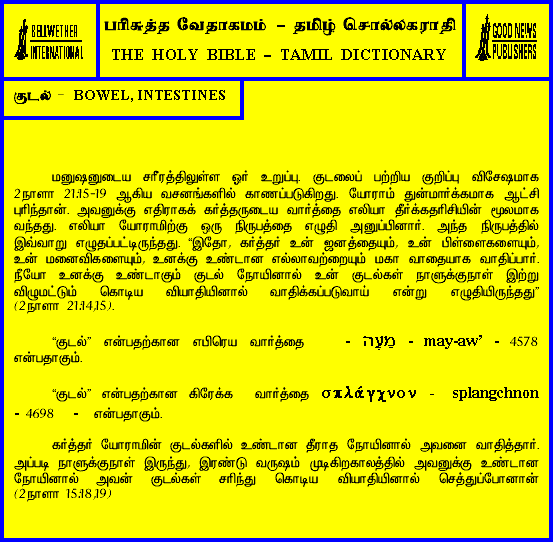 BELLWETHER
INTERNATIONAL
பரிசுத்த வேதாகமம் – தமிழ் சொல்லகராதி
THE HOLY BIBLE – TAMIL DICTIONARY
GOOD NEWS
PUBLISHERS
குடல் – BOWEL, INTESTINES
மனுஷனுடைய சரீரத்திலுள்ள ஓர் உறுப்பு. குடலைப் பற்றிய குறிப்பு விசேஷமாக
2நாளா 21:15-19 ஆகிய வசனங்களில் காணப்படுகிறது. யோராம் துன்மார்க்கமாக ஆட்சி
புரிந்தான். அவனுக்கு எதிராகக் கர்த்தருடைய வார்த்தை எலியா தீர்க்கதரிசியின் மூலமாக
வந்தது. எலியா யோராமிற்கு ஒரு நிருபத்தை எழுதி அனுப்பினார். அந்த நிருபத்தில்
இவ்வாறு எழுதப்பட்டிருந்தது. “இதோ, கர்த்தர் உன் ஜனத்தையும், உன் பிள்ளைகளையும்,
உன் மனைவிகளையும், உனக்கு உண்டான எல்லாவற்றையும் மகா வாதையாக வாதிப்பார்.
நீயோ உனக்கு உண்டாகும் குடல் நோயினால் உன் குடல்கள் நாளுக்குநாள் இற்று
விழுமட்டும் கொடிய வியாதியினால் வாதிக்கப்படுவாய் என்று எழுதியிருந்தது”
(2நாளா 21:14,15).
“குடல்” என்பதற்கான எபிரெய வார்த்தை - מֵעָה - may-aw’ - 4578
என்பதாகும்.
“குடல்” என்பதற்கான கிரேக்க வார்த்தை σπλάγχνον - splangchnon
- 4698 - என்பதாகும்.
கர்த்தர் யோராமின் குடல்களில் உண்டான தீராத நோயினால் அவனை வாதித்தார்.
அப்படி நாளுக்குநாள் இருந்து, இரண்டு வருஷம் முடிகிறகாலத்தில் அவனுக்கு உண்டான
நோயினால் அவன் குடல்கள் சரிந்து கொடிய வியாதியினால் செத்துப்போனான்
(2நாளா 15:18,19)